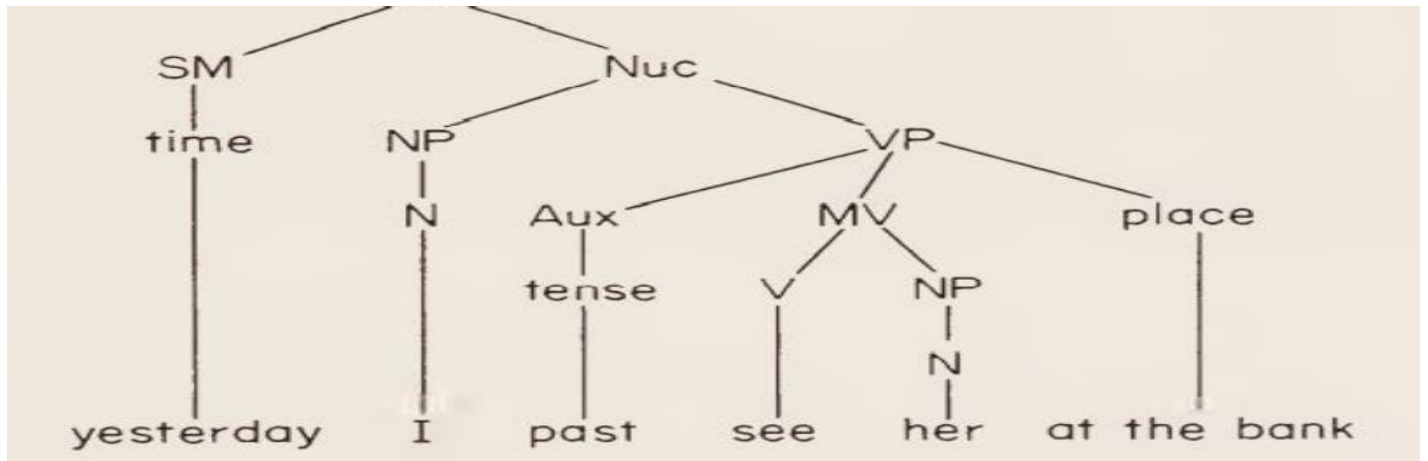 SM Nuc
time NP VP
N Aux MV place
tense V NP
N
yesterday I past see her at the bank